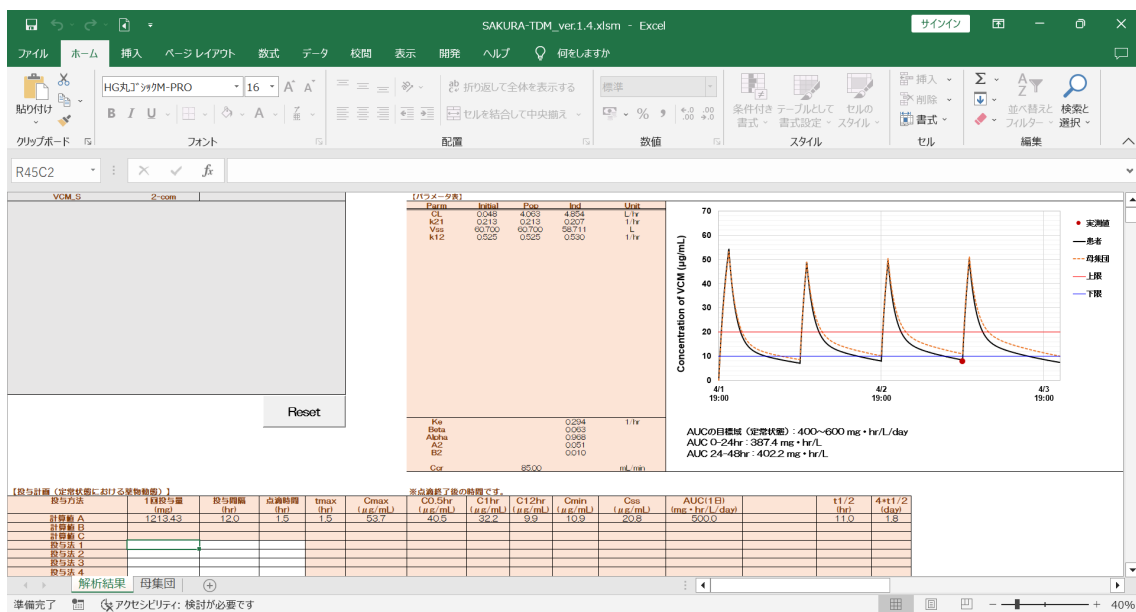 SAKURA-TDM_ver.1.4.xlsm - Excel
サインイン
ファイル ホーム 挿入 ページ レイアウト 数式 データ 校閲 表示 開発 ヘルプ 何をしますか
貼り付け
HG丸ｺﾞｼｯｸM-PRO 16
折り返して全体を表示する
標準
B I U
セルを結合して中央揃え
条件付き書式
テーブルとして書式設定
セルのスタイル
挿入
削除
書式
並べ替えとフィルター
検索と選択
クリップボード フォント 配置 数値 スタイル セル 編集
R45C2 fx
VCM_S 2-com
Reset
【パラメータ表】
Parm Initial Pop Ind Unit
CL 0.048 4.063 4.854 L/hr
k21 0.213 0.213 0.207 1/hr
Vss 60.700 60.700 58.711 L
k12 0.525 0.525 0.530 1/hr
Ke 0.294 1/hr
Beta 0.063
Alpha 0.968
A2 0.051
B2 0.010
Ccr 85.00 mL/min
Concentration of VCM (μg/mL)
70
60
50
40
30
20
10
0
4/1 19:00
4/2 19:00
4/3 19:00
実測値
患者
母集団
上限
下限
AUCの目標域（定常状態）：400～600 mg・hr/L/day
AUC 0-24hr：387.4 mg・hr/L
AUC 24-48hr：402.2 mg・hr/L
【投与計画（定常状態における薬物動態）】
※点滴終了後の時間です。
投与方法 1回投与量 (mg) 投与間隔 (hr) 点滴時間 (hr) tmax (hr) Cmax (μg/mL) C0.5hr (μg/mL) C1hr (μg/mL) C12hr (μg/mL) Cmin (μg/mL) Css (μg/mL) AUC(1日) (mg・hr/L/day) t1/2 (hr) 4*t1/2 (day)
計算値 A 1213.43 12.0 1.5 1.5 53.7 40.5 32.2 9.9 10.9 20.8 500.0 11.0 1.8
計算値 B
計算値 C
投与法 1
投与法 2
投与法 3
投与法 4
解析結果 母集団
準備完了 アクセシビリティ: 検討が必要です 40%